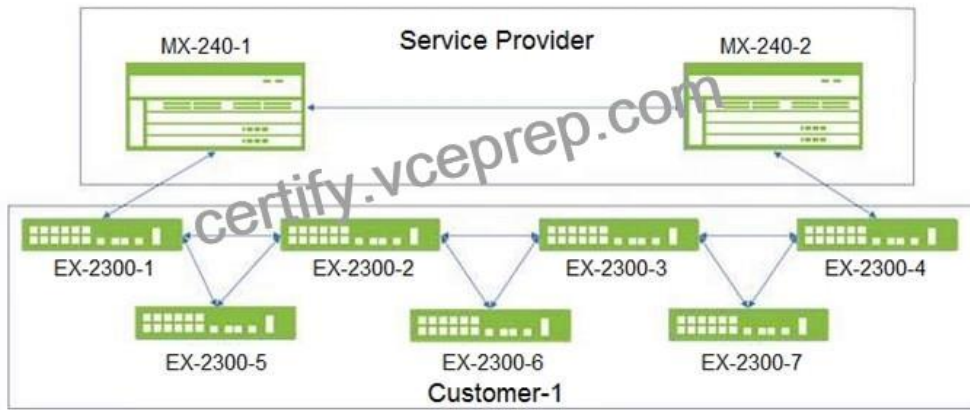 Service Provider
MX-240-1
MX-240-2
certify.vceprep.com
EX-2300-1
EX-2300-2
EX-2300-3
EX-2300-4
EX-2300-5
EX-2300-6
EX-2300-7
Customer-1